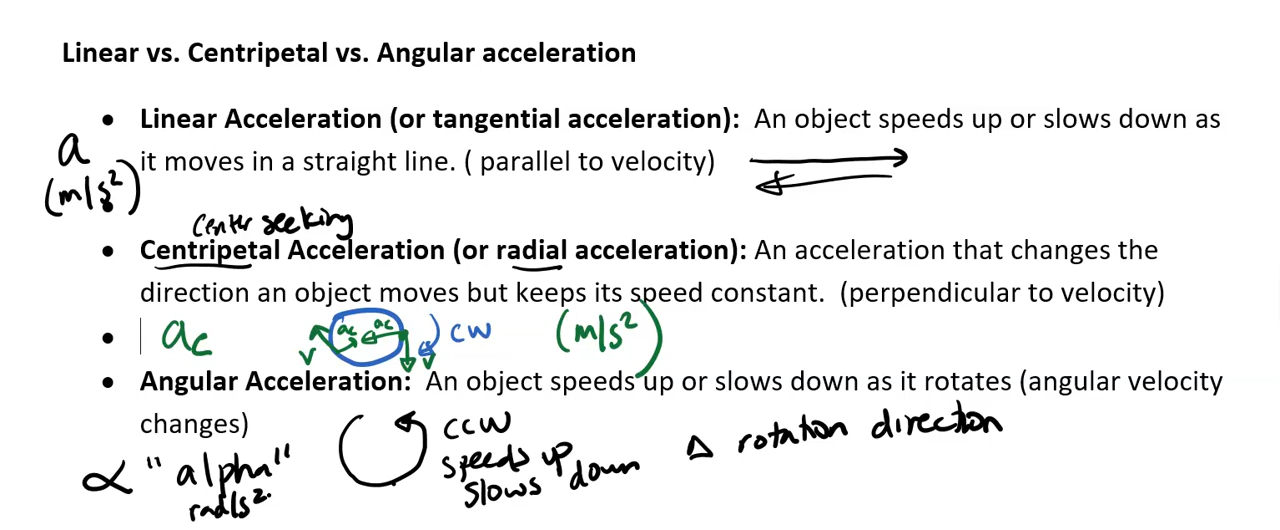 Linear vs. Centripetal vs. Angular acceleration
• Linear Acceleration (or tangential acceleration): An object speeds up or slows down as
a
it moves in a straight line. ( parallel to velocity)
(m/s²)
center seeking
• Centripetal Acceleration (or radial acceleration): An acceleration that changes the
direction an object moves but keeps its speed constant. (perpendicular to velocity)
• ac v ac ac v CW (m/s²)
• Angular Acceleration: An object speeds up or slows down as it rotates (angular velocity
changes)
CCW Δ rotation direction
α "alpha" speeds up
rad/s². slows down